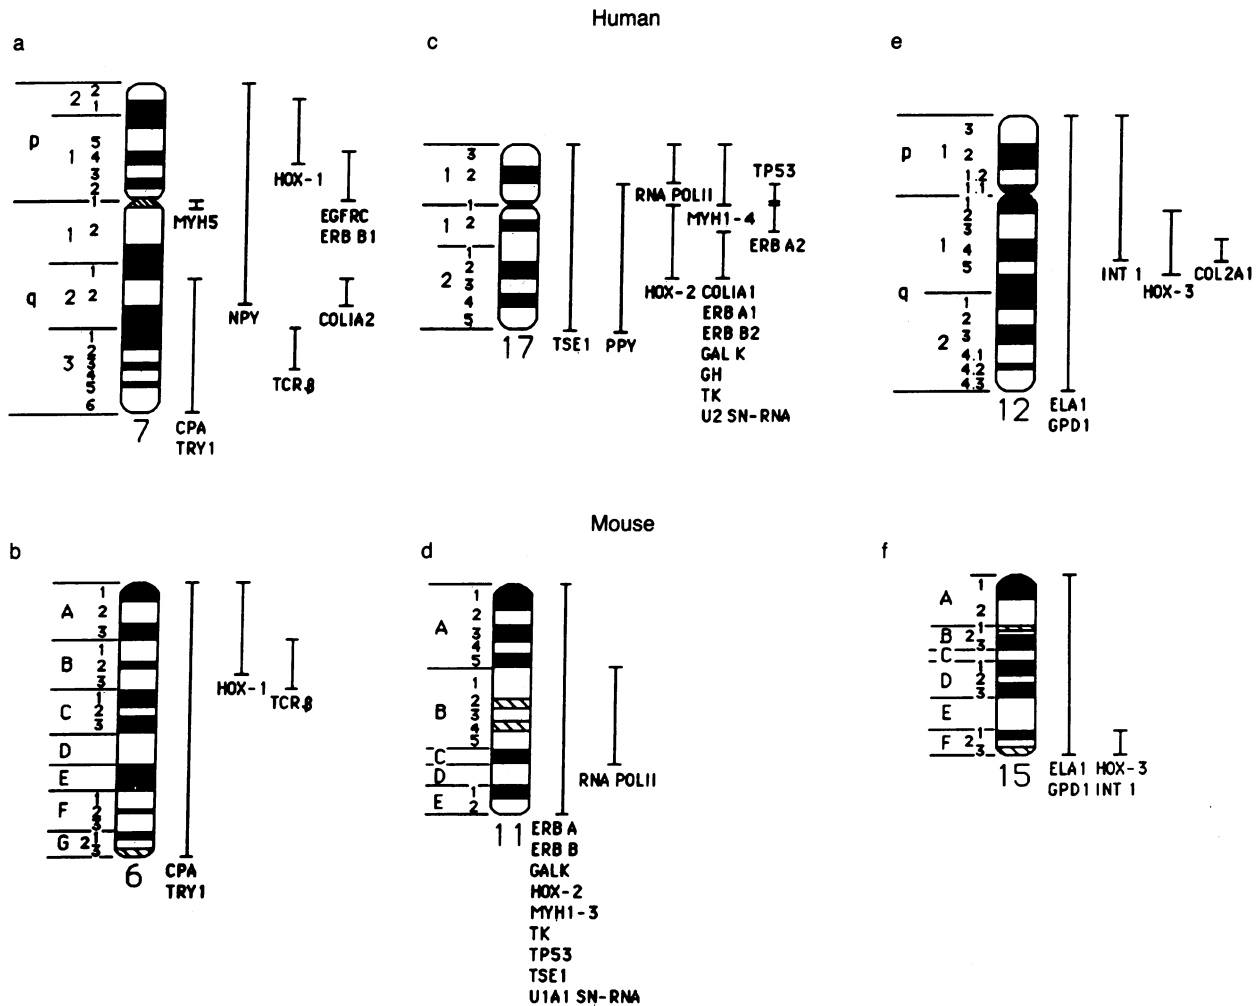 Human
a
p
2
2
1
1
5
4
3
2
1
q
1
2
2
1
2
3
1
2
3
4
5
6
7
HOX-1
MYH5
EGFRC
ERB B1
NPY
COLIA2
TCRβ
CPA
TRY1
c
1
3
2
1
1
2
2
1
2
3
4
5
17
TSE1
PPY
RNA POLII
MYH1-4
TP53
ERB A2
HOX-2
COLIA1
ERB A1
ERB B2
GAL K
GH
TK
U2 SN-RNA
e
p
1
3
2
1.2
1.1
q
1
1
2
3
4
5
2
1
2
3
4.1
4.2
4.3
12
ELA1
GPD1
INT 1
HOX-3
COL2A1
Mouse
b
A
1
2
3
B
1
2
3
C
1
2
3
D
E
F
1
2
3
G
1
2
3
6
HOX-1
TCRβ
CPA
TRY1
d
A
1
2
3
4
5
B
1
2
3
4
5
C
D
E
1
2
11
RNA POLII
ERB A
ERB B
GALK
HOX-2
MYH1-3
TK
TP53
TSE1
U1A1 SN-RNA
f
A
1
2
B
1
2
3
C
D
1
2
3
E
F
1
2
3
15
ELA1 HOX-3
GPD1 INT 1